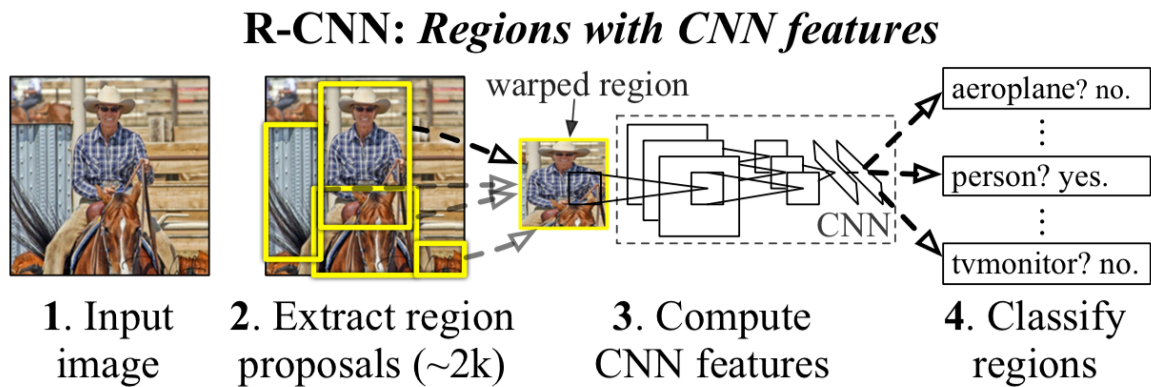 R-CNN: Regions with CNN features
warped region
aeroplane? no.
person? yes.
tvmonitor? no.
CNN
1. Input
image
2. Extract region
proposals (~2k)
3. Compute
CNN features
4. Classify
regions